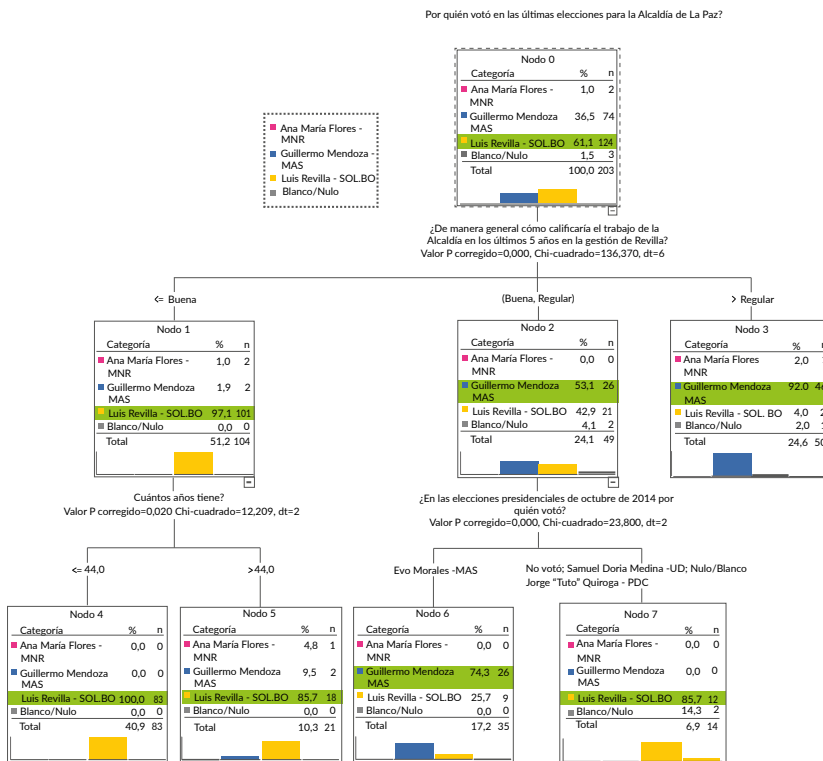 Por quién votó en las últimas elecciones para la Alcaldía de La Paz?
Nodo 0
Categoría % n
Ana María Flores - 1,0 2
MNR
Guillermo Mendoza 36,5 74
MAS
Luis Revilla - SOL.BO 61,1 124
Blanco/Nulo 1,5 3
Total 100,0 203
Ana María Flores -
MNR
Guillermo Mendoza -
MAS
Luis Revilla - SOL.BO
Blanco/Nulo
¿De manera general cómo calificaría el trabajo de la
Alcaldía en los últimos 5 años en la gestión de Revilla?
Valor P corregido=0,000, Chi-cuadrado=136,370, dt=6
<= Buena
(Buena, Regular)
> Regular
Nodo 1
Categoría % n
Ana María Flores - 1,0 2
MNR
Guillermo Mendoza 1,9 2
MAS
Luis Revilla - SOL.BO 97,1 101
Blanco/Nulo 0,0 0
Total 51,2 104
Nodo 2
Categoría % n
Ana María Flores - 0,0 0
MNR
Guillermo Mendoza 53,1 26
MAS
Luis Revilla - SOL.BO 42,9 21
Blanco/Nulo 4,1 2
Total 24,1 49
Nodo 3
Categoría %
Ana María Flores 2,0
MNR
Guillermo Mendoza 92.0
MAS
Luis Revilla - SOL. BO 4,0
Blanco/Nulo 2,0
Total 24,6
Cuántos años tiene?
Valor P corregido=0,020 Chi-cuadrado=12,209, dt=2
¿En las elecciones presidenciales de octubre de 2014 por
quién votó?
Valor P corregido=0,000, Chi-cuadrado=23,800, dt=2
<= 44,0
>44,0
Evo Morales -MAS
No votó; Samuel Doria Medina -UD; Nulo/Blanco
Jorge "Tuto" Quiroga - PDC
Nodo 4
Categoría % n
Ana María Flores - 0,0 0
MNR
Guillermo Mendoza 0,0 0
MAS
Luis Revilla - SOL.BO 100,0 83
Blanco/Nulo 0,0 0
Total 40,9 83
Nodo 5
Categoría % n
Ana María Flores - 4,8 1
MNR
Guillermo Mendoza 9,5 2
MAS
Luis Revilla - SOL.BO 85,7 18
Blanco/Nulo 0,0 0
Total 10,3 21
Nodo 6
Categoría % n
Ana María Flores - 0,0 0
MNR
Guillermo Mendoza 74,3 26
MAS
Luis Revilla - SOL.BO 25,7 9
Blanco/Nulo 0,0 0
Total 17,2 35
Nodo 7
Categoría % n
Ana María Flores - 0,0 0
MNR
Guillermo Mendoza 0,0 0
MAS
Luis Revilla - SOL.BO 85,7 12
Blanco/Nulo 14,3 2
Total 6,9 14